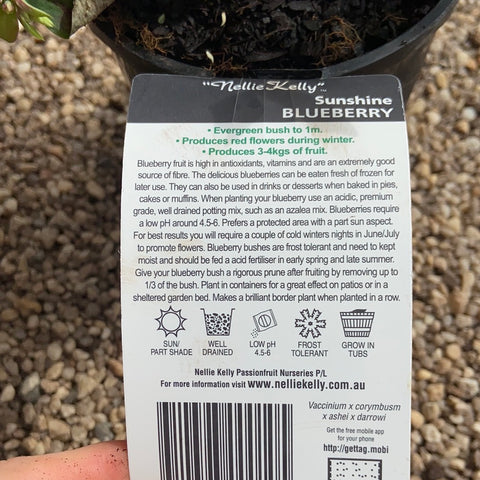 "Nellie Kelly"™
Sunshine
BLUEBERRY
• Evergreen bush to 1m.
• Produces red flowers during winter.
• Produces 3-4kgs of fruit.
Blueberry fruit is high in antioxidants, vitamins and are an extremely good
source of fibre. The delicious blueberries can be eaten fresh of frozen for
later use. They can also be used in drinks or desserts when baked in pies,
cakes or muffins. When planting your blueberry use an acidic, premium
grade, well drained potting mix, such as an azalea mix. Blueberries require
a low pH around 4.5-6. Prefers a protected area with a part sun aspect.
For best results you will require a couple of cold winters nights in June/July
to promote flowers. Blueberry bushes are frost tolerant and need to kept
moist and should be fed a acid fertiliser in early spring and late summer.
Give your blueberry bush a rigorous prune after fruiting by removing up to
1/3 of the bush. Plant in containers for a great effect on patios or in a
sheltered garden bed. Makes a brilliant border plant when planted in a row.
SUN/
PART SHADE
WELL
DRAINED
LOW pH
4.5-6
FROST
TOLERANT
GROW IN
TUBS
Nellie Kelly Passionfruit Nurseries P/L
For more information visit www.nelliekelly.com.au
Vaccinium x corymbusm
x ashei x darrowi
Get the free mobile app
for your phone
http://gettag.mobi